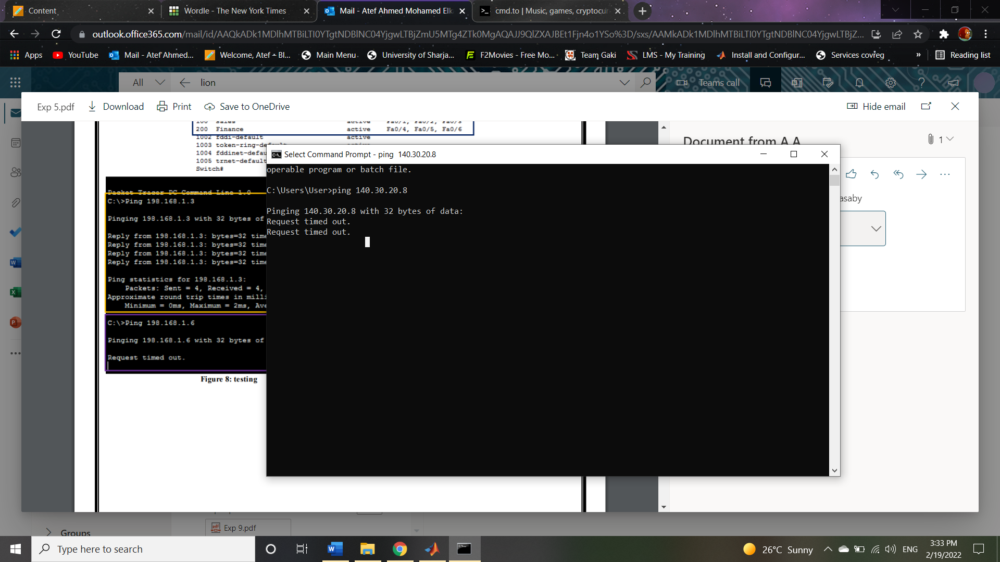 Content
Wordle - The New York Times
Mail - Atef Ahmed Mohamed Elk
cmd.to | Music, games, cryptocur
outlook.office365.com/mail/id/AAQkADk1MDlhMTBiLTI0YTgtNDBlNC04YjgwLTBjZmU5MTg4ZTk0MgAQAJJ9QlZXAJBEt1Fjn4o1YSo%3D/sxs/AAMkADk1MDlhMTBiLTI0YTgtNDBlNC04YjgwLTBjZ...
Apps
YouTube
Mail - Atef Ahmed...
Welcome, Atef – Bl...
Main Menu
University of Sharja...
F2Movies - Free Mo...
Team Gaki
LMS - My Training
Install and Configur...
Services covreg
»
Reading list
All
lion
Teams call
Exp 5.pdf
Download
Print
Save to OneDrive
Hide email
100 Sales active Fa0/1, Fa0/2, Fa0/3
200 Finance active Fa0/4, Fa0/5, Fa0/6
1002 fddi-default active
1003 token-ring-default
1004 fddinet-defau
1005 trnet-default
Switch#
Packet Tracer PC Command Line 1.0
C:\>Ping 198.168.1.3
Pinging 198.168.1.3 with 32 bytes of
Reply from 198.168.1.3: bytes=32 time
Reply from 198.168.1.3: bytes=32 time
Reply from 198.168.1.3: bytes=32 time
Reply from 198.168.1.3: bytes=32 time
Ping statistics for 198.168.1.3:
Packets: Sent = 4, Received = 4,
Approximate round trip times in milli
Minimum = 0ms, Maximum = 2ms, Ave
C:\>Ping 198.168.1.6
Pinging 198.168.1.6 with 32 bytes of
Request timed out.
Figure 8: testing
Document from A A
1
asaby
Select Command Prompt - ping 140.30.20.8
operable program or batch file.
C:\Users\User>ping 140.30.20.8
Pinging 140.30.20.8 with 32 bytes of data:
Request timed out.
Request timed out.
Groups
Exp 9.pdf
Type here to search
26°C Sunny
ENG
3:33 PM
2/19/2022